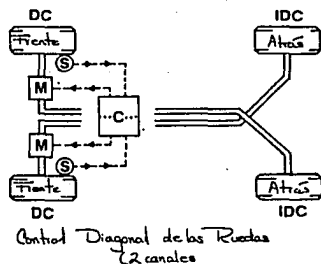 DC
IDC
Frente
Atrás
S
M
C
M
S
Frente
Atrás
DC
IDC
Control Diagonal de las Ruedas
(2 canales